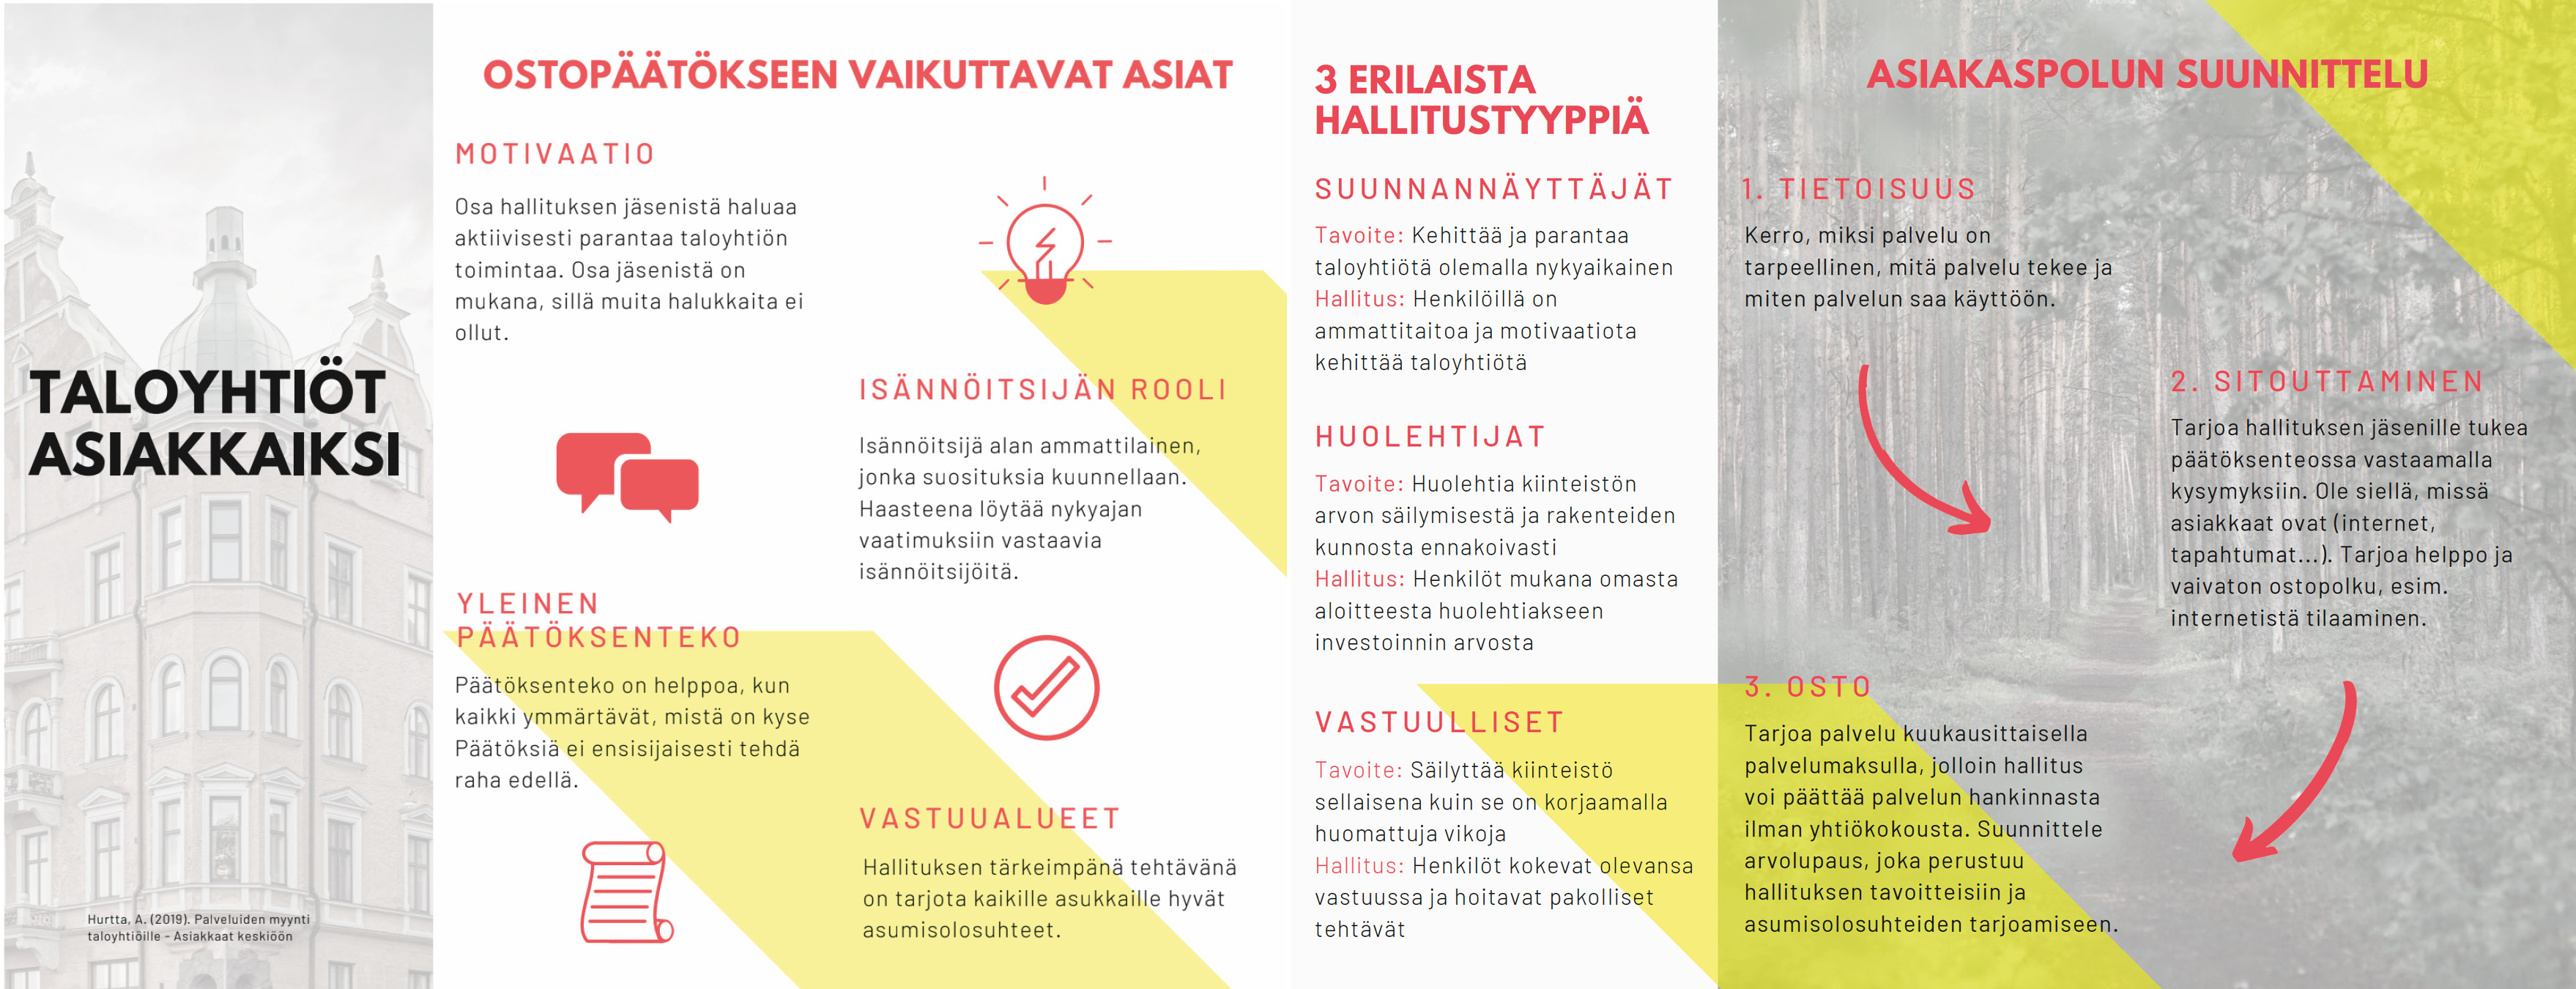 TALOYHTIÖT
ASIAKKAIKSI
Hurtta, A. (2019). Palveluiden myynti
taloyhtiöille - Asiakkaat keskiöön
OSTOPÄÄTÖKSEEN VAIKUTTAVAT ASIAT
MOTIVAATIO
Osa hallituksen jäsenistä haluaa
aktiivisesti parantaa taloyhtiön
toimintaa. Osa jäsenistä on
mukana, sillä muita halukkaita ei
ollut.
ISÄNNÖITSIJÄN ROOLI
Isännöitsijä alan ammattilainen,
jonka suosituksia kuunnellaan.
Haasteena löytää nykyajan
vaatimuksiin vastaavia
isännöitsijöitä.
YLEINEN
PÄÄTÖKSENTEKO
Päätöksenteko on helppoa, kun
kaikki ymmärtävät, mistä on kyse
Päätöksiä ei ensisijaisesti tehdä
raha edellä.
VASTUUALUEET
Hallituksen tärkeimpänä tehtävänä
on tarjota kaikille asukkaille hyvät
asumisolosuhteet.
3 ERILAISTA
HALLITUSTYYPPIÄ
SUUNNANNÄYTTÄJÄT
Tavoite: Kehittää ja parantaa
taloyhtiötä olemalla nykyaikainen
Hallitus: Henkilöillä on
ammattitaitoa ja motivaatiota
kehittää taloyhtiötä
HUOLEHTIJAT
Tavoite: Huolehtia kiinteistön
arvon säilymisestä ja rakenteiden
kunnosta ennakoivasti
Hallitus: Henkilöt mukana omasta
aloitteesta huolehtiakseen
investoinnin arvosta
VASTUULLISET
Tavoite: Säilyttää kiinteistö
sellaisena kuin se on korjaamalla
huomattuja vikoja
Hallitus: Henkilöt kokevat olevansa
vastuussa ja hoitavat pakolliset
tehtävät
ASIAKASPOLUN SUUNNITTELU
1. TIETOISUUS
Kerro, miksi palvelu on
tarpeellinen, mitä palvelu tekee ja
miten palvelun saa käyttöön.
2. SITOUTTAMINEN
Tarjoa hallituksen jäsenille tukea
päätöksenteossa vastaamalla
kysymyksiin. Ole siellä, missä
asiakkaat ovat (internet,
tapahtumat...). Tarjoa helppo ja
vaivaton ostopolku, esim.
internetistä tilaaminen.
3. OSTO
Tarjoa palvelu kuukausittaisella
palvelumaksulla, jolloin hallitus
voi päättää palvelun hankinnasta
ilman yhtiökokousta. Suunnittele
arvolupaus, joka perustuu
hallituksen tavoitteisiin ja
asumisolosuhteiden tarjoamiseen.